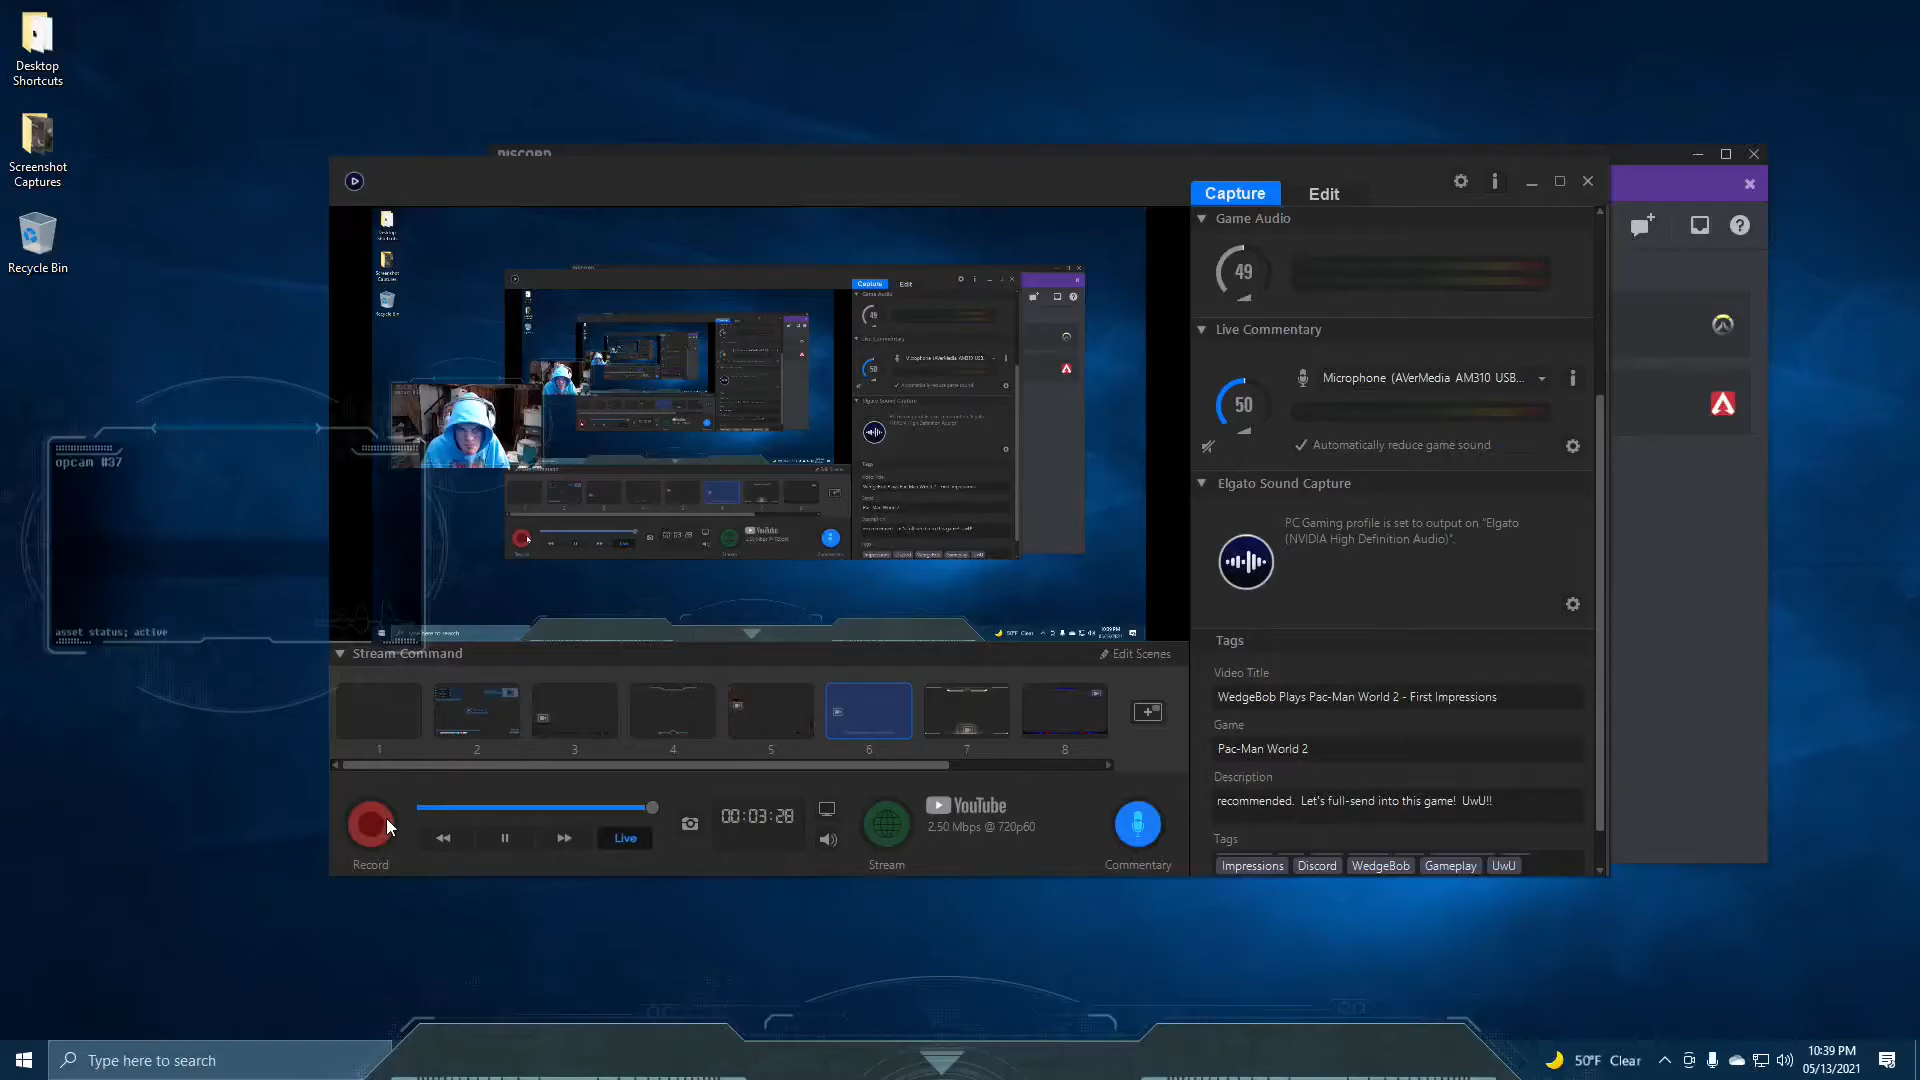 Desktop
Shortcuts
Screenshot
Captures
Recycle Bin
opcam #37
asset status; active
DISCORD
Capture
Edit
Game Audio
49
Live Commentary
Microphone (AVerMedia AM310 USB...
50
Automatically reduce game sound
Elgato Sound Capture
PC Gaming profile is set to output on "Elgato
(NVIDIA High Definition Audio)".
Tags
Video Title
WedgeBob Plays Pac-Man World 2 - First Impressions
Game
Pac-Man World 2
Description
recommended. Let's full-send into this game! UwU!!
Tags
Impressions
Discord
WedgeBob
Gameplay
UwU
Stream Command
Edit Scenes
1
2
3
4
5
6
7
8
Record
Live
00:03:28
Stream
YouTube
2.50 Mbps @ 720p60
Commentary
Type here to search
50°F Clear
10:39 PM
05/13/2021